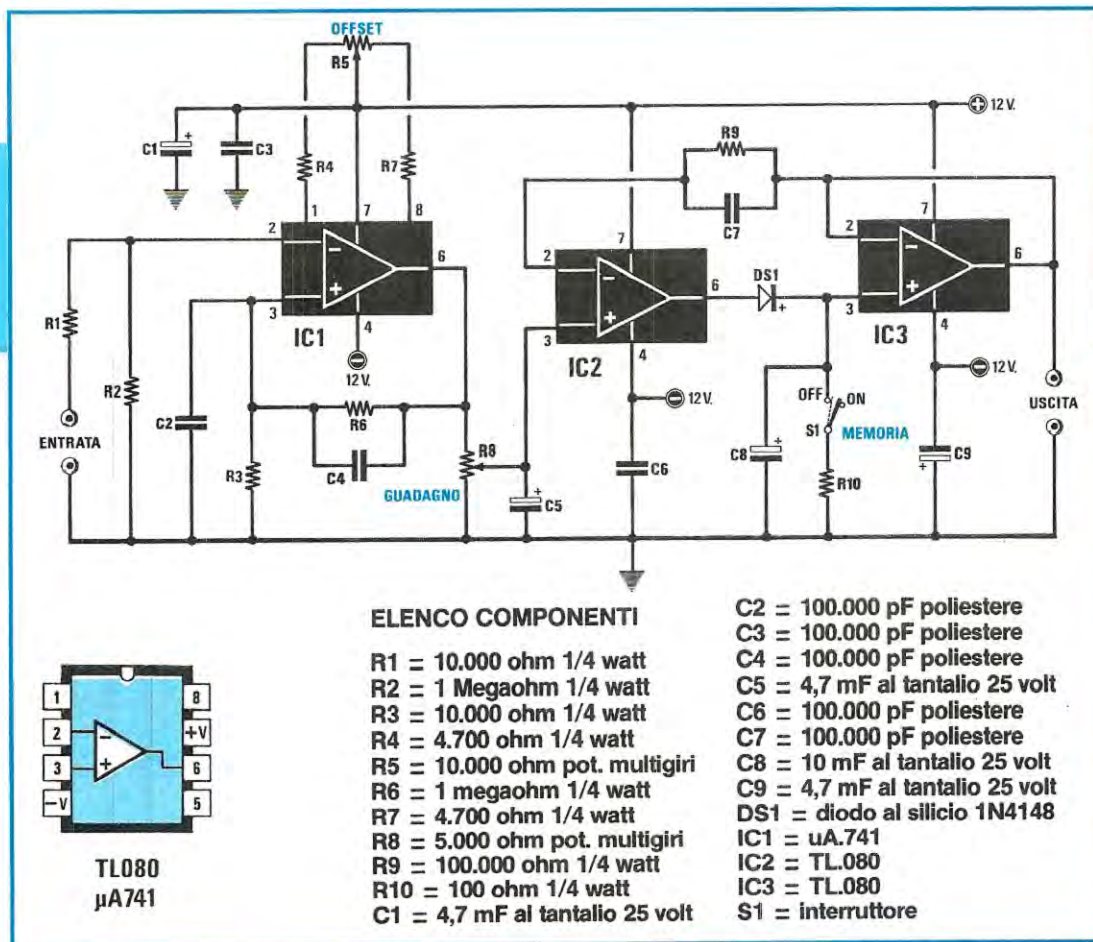 OFFSET
R5
12 V.
C1
+
C3
R4
R7
R9
C7
1
7
8
2
3
6
4
IC1
12 V.
R1
ENTRATA
R2
C2
R3
R6
C4
R8
GUADAGNO
+
C5
2
3
7
6
4
IC2
12 V.
C6
DS1
+
2
3
7
6
4
IC3
12 V.
OFF
ON
S1
MEMORIA
C8
+
R10
C9
+
USCITA
ELENCO COMPONENTI
R1 = 10.000 ohm 1/4 watt
R2 = 1 Megaohm 1/4 watt
R3 = 10.000 ohm 1/4 watt
R4 = 4.700 ohm 1/4 watt
R5 = 10.000 ohm pot. multigiri
R6 = 1 megaohm 1/4 watt
R7 = 4.700 ohm 1/4 watt
R8 = 5.000 ohm pot. multigiri
R9 = 100.000 ohm 1/4 watt
R10 = 100 ohm 1/4 watt
C1 = 4,7 mF al tantalio 25 volt
C2 = 100.000 pF poliestere
C3 = 100.000 pF poliestere
C4 = 100.000 pF poliestere
C5 = 4,7 mF al tantalio 25 volt
C6 = 100.000 pF poliestere
C7 = 100.000 pF poliestere
C8 = 10 mF al tantalio 25 volt
C9 = 4,7 mF al tantalio 25 volt
DS1 = diodo al silicio 1N4148
IC1 = uA.741
IC2 = TL.080
IC3 = TL.080
S1 = interruttore
1
2
3
-V
8
+V
6
5
TL080
µA741